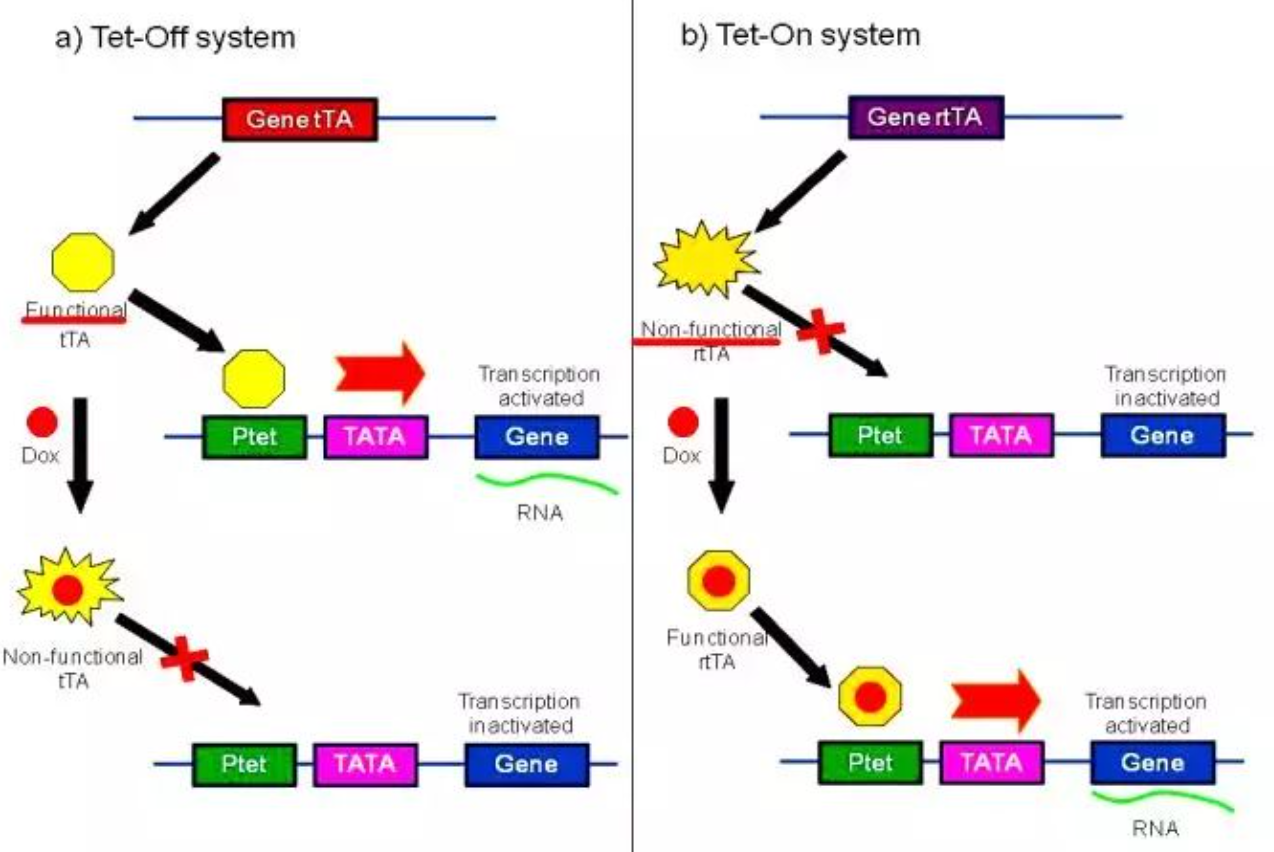 a) Tet-Off system
Gene tTA
Functional
tTA
Transcription
activated
Ptet
TATA
Gene
RNA
Dox
Non-functional
tTA
Transcription
inactivated
Ptet
TATA
Gene
b) Tet-On system
Gene rtTA
Non-functional
rtTA
Transcription
inactivated
Ptet
TATA
Gene
Dox
Functional
rtTA
Transcription
activated
Ptet
TATA
Gene
RNA